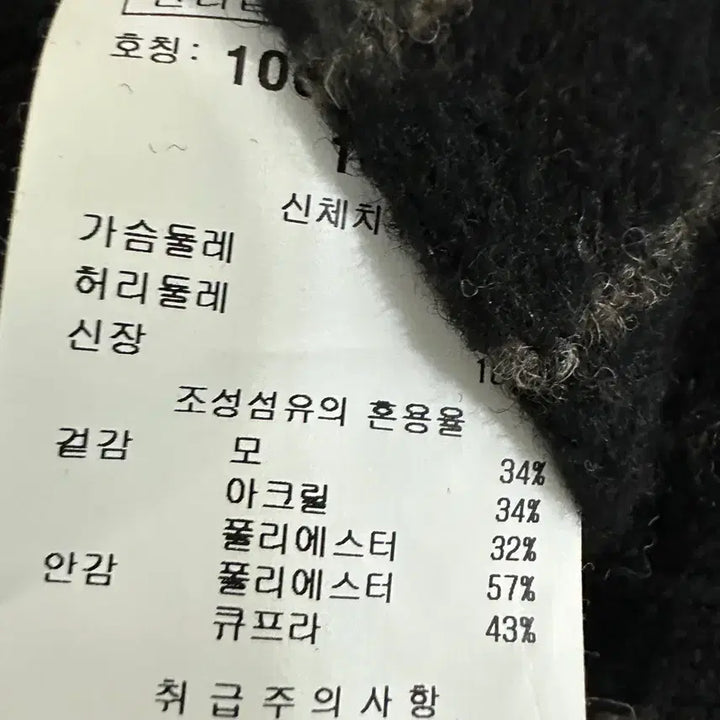 호칭:
신체치
가슴둘레
허리둘레
신장
조성섬유의 혼용율
겉감 모 34%
아크릴 34%
폴리에스터 32%
안감 폴리에스터 57%
큐프라 43%
취급주의사항